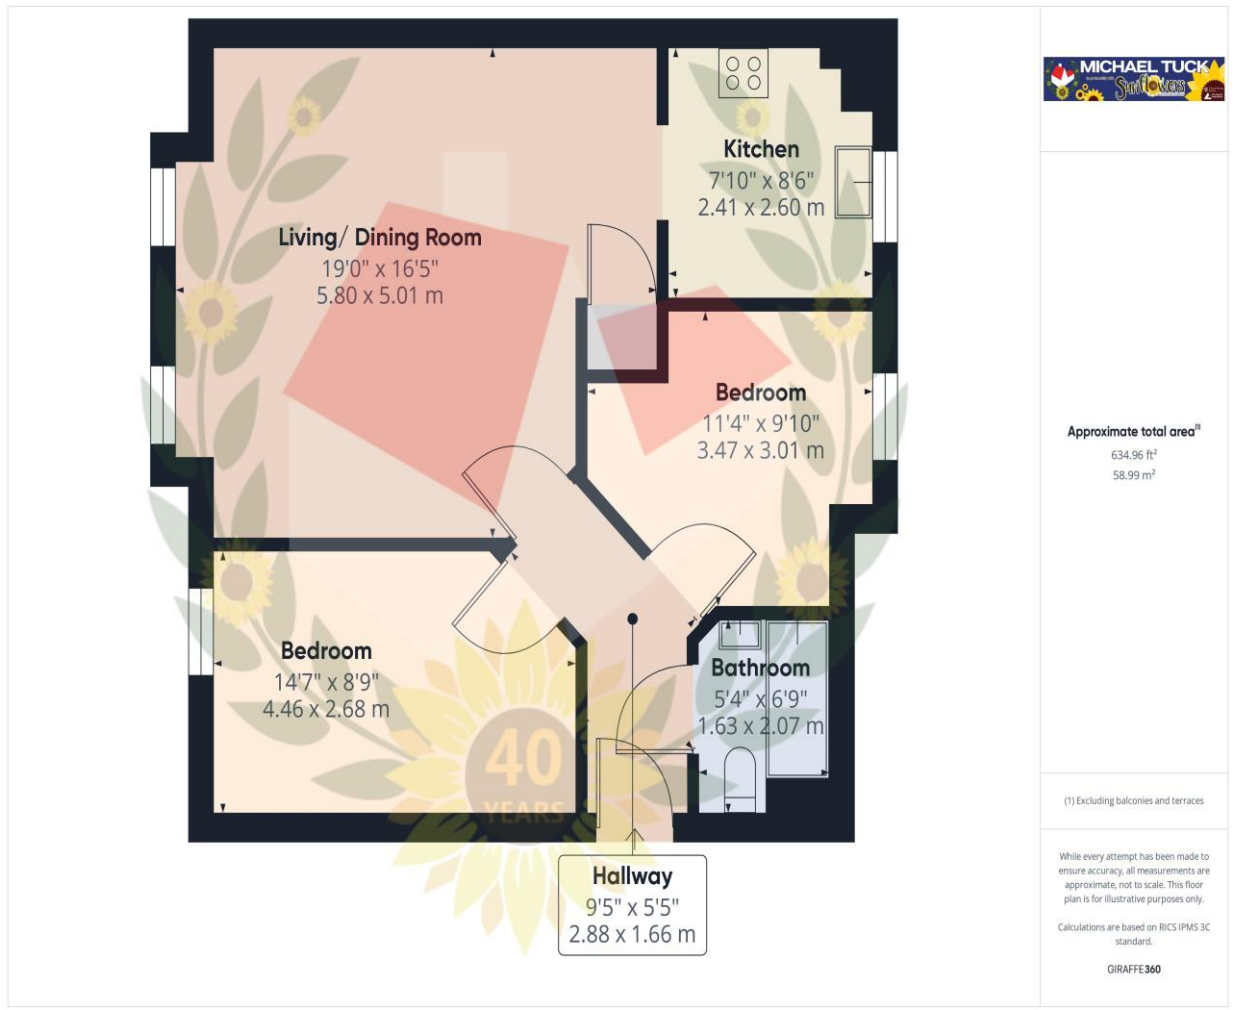 Kitchen
7'10" x 8'6"
2.41 x 2.60 m
Living/ Dining Room
19'0" x 16'5"
5.80 x 5.01 m
Bedroom
11'4" x 9'10"
3.47 x 3.01 m
Bedroom
14'7" x 8'9"
4.46 x 2.68 m
Bathroom
5'4" x 6'9"
1.63 x 2.07 m
40
YEARS
Hallway
9'5" x 5'5"
2.88 x 1.66 m
MICHAEL TUCK
Sunflowers
Approximate total area(1)
634.96 ft²
58.99 m²
(1) Excluding balconies and terraces
While every attempt has been made to
ensure accuracy, all measurements are
approximate, not to scale. This floor
plan is for illustrative purposes only.
Calculations are based on RICS IPMS 3C
standard.
GIRAFFE360